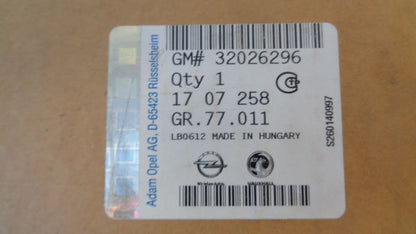 Adam Opel AG, D-65423 Rüsselsheim
GM# 32026296
Qty 1
17 07 258
GR.77.011
LB0612 MADE IN HUNGARY
S260140997
VAUXHALL